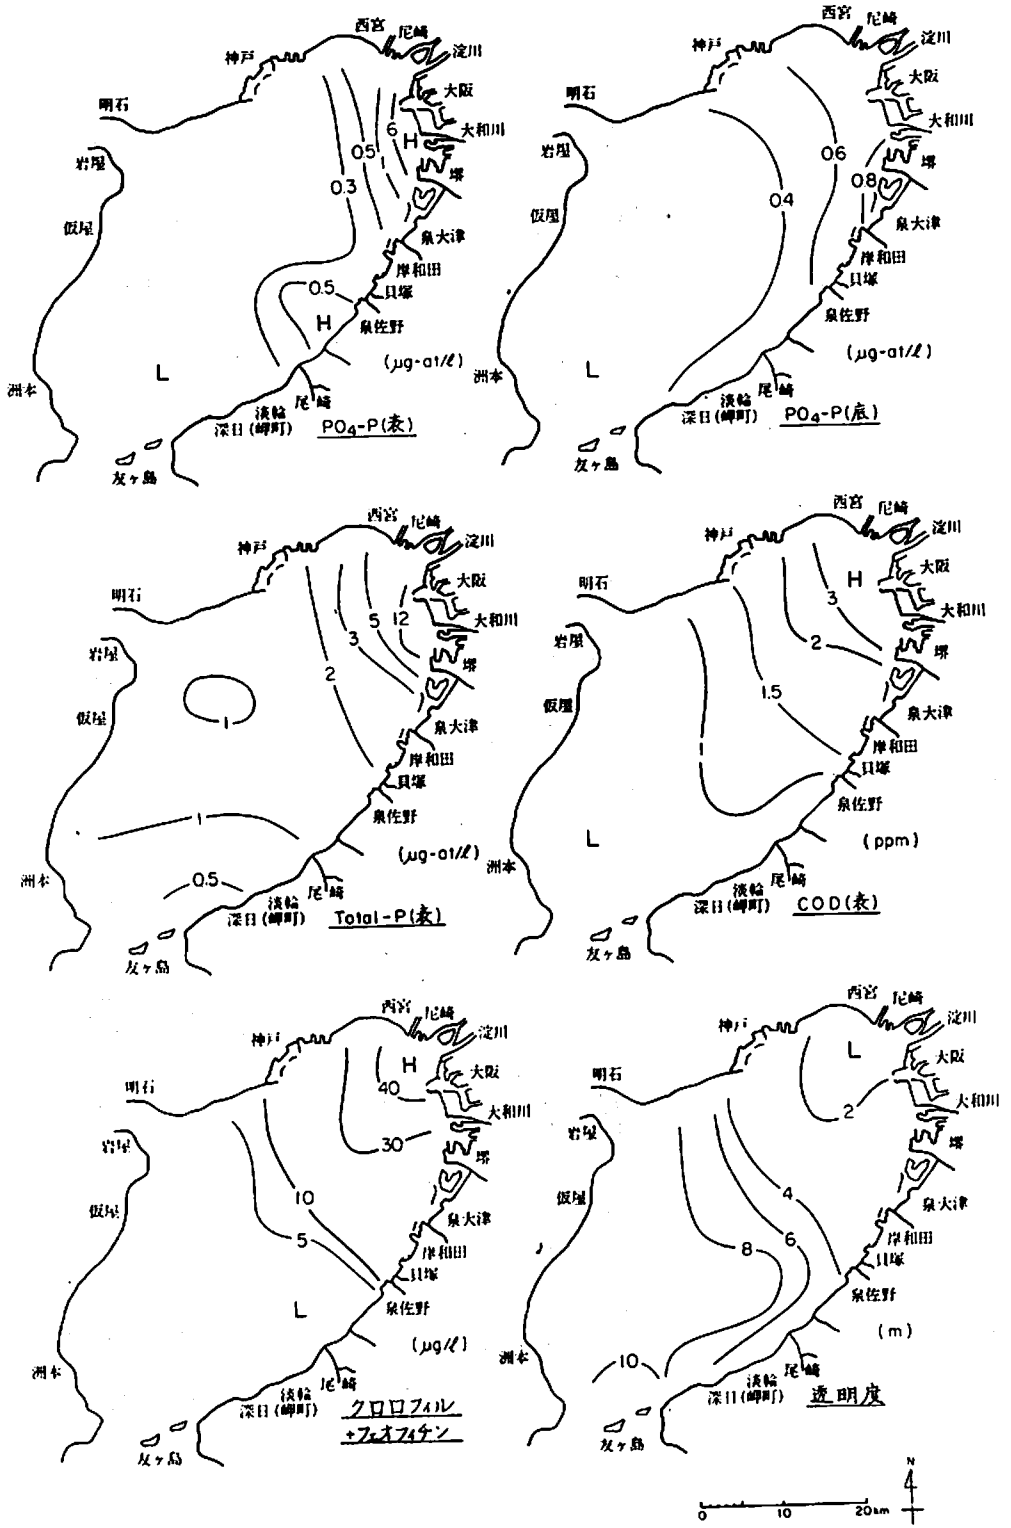 西宮 尼崎
神戸 淀川
大阪
明石
大和川
6
H
0.5
岩屋 堺
1
0.3
仮屋
泉大津
岸和田
0.5 貝塚
H 泉佐野
(μg-at/ℓ)
L
洲本 尾崎
淡輪
深日(岬町) PO₄-P(表)
友ヶ島
西宮 尼崎
神戸 淀川
大阪
明石
大和川
岩屋 0.6 堺
0.8
0.4
仮屋
泉大津
岸和田
貝塚
泉佐野
(μg-at/ℓ)
L
洲本 尾崎
淡輪
深日(岬町) PO₄-P(底)
友ヶ島
西宮 尼崎
神戸 淀川
大阪
明石
5 12 大和川
3
岩屋 2 堺
仮屋 1
泉大津
岸和田
貝塚
1 泉佐野
(μg-at/ℓ)
洲本 0.5 尾崎
淡輪
深日(岬町) Total-P(表)
友ヶ島
西宮 尼崎
神戸 淀川
H 大阪
明石 3
大和川
岩屋 2 堺
1.5
仮屋
泉大津
岸和田
1 貝塚
泉佐野
L (ppm)
洲本 尾崎
淡輪
深日(岬町) COD(表)
友ヶ島
西宮 尼崎
神戸 淀川
H 大阪
明石 40
大和川
岩屋 30 堺
10
仮屋
泉大津
5 岸和田
貝塚
L 泉佐野
(μg/ℓ)
洲本 尾崎
淡輪
深日(岬町) クロロフィル
+フェオフィチン
友ヶ島
西宮 尼崎
神戸 淀川
L 大阪
明石
2 大和川
岩屋 堺
4
仮屋
泉大津
8 6 岸和田
貝塚
泉佐野
(m)
洲本 10 尾崎
淡輪
深日(岬町) 透明度
友ヶ島
N
0 10 20km